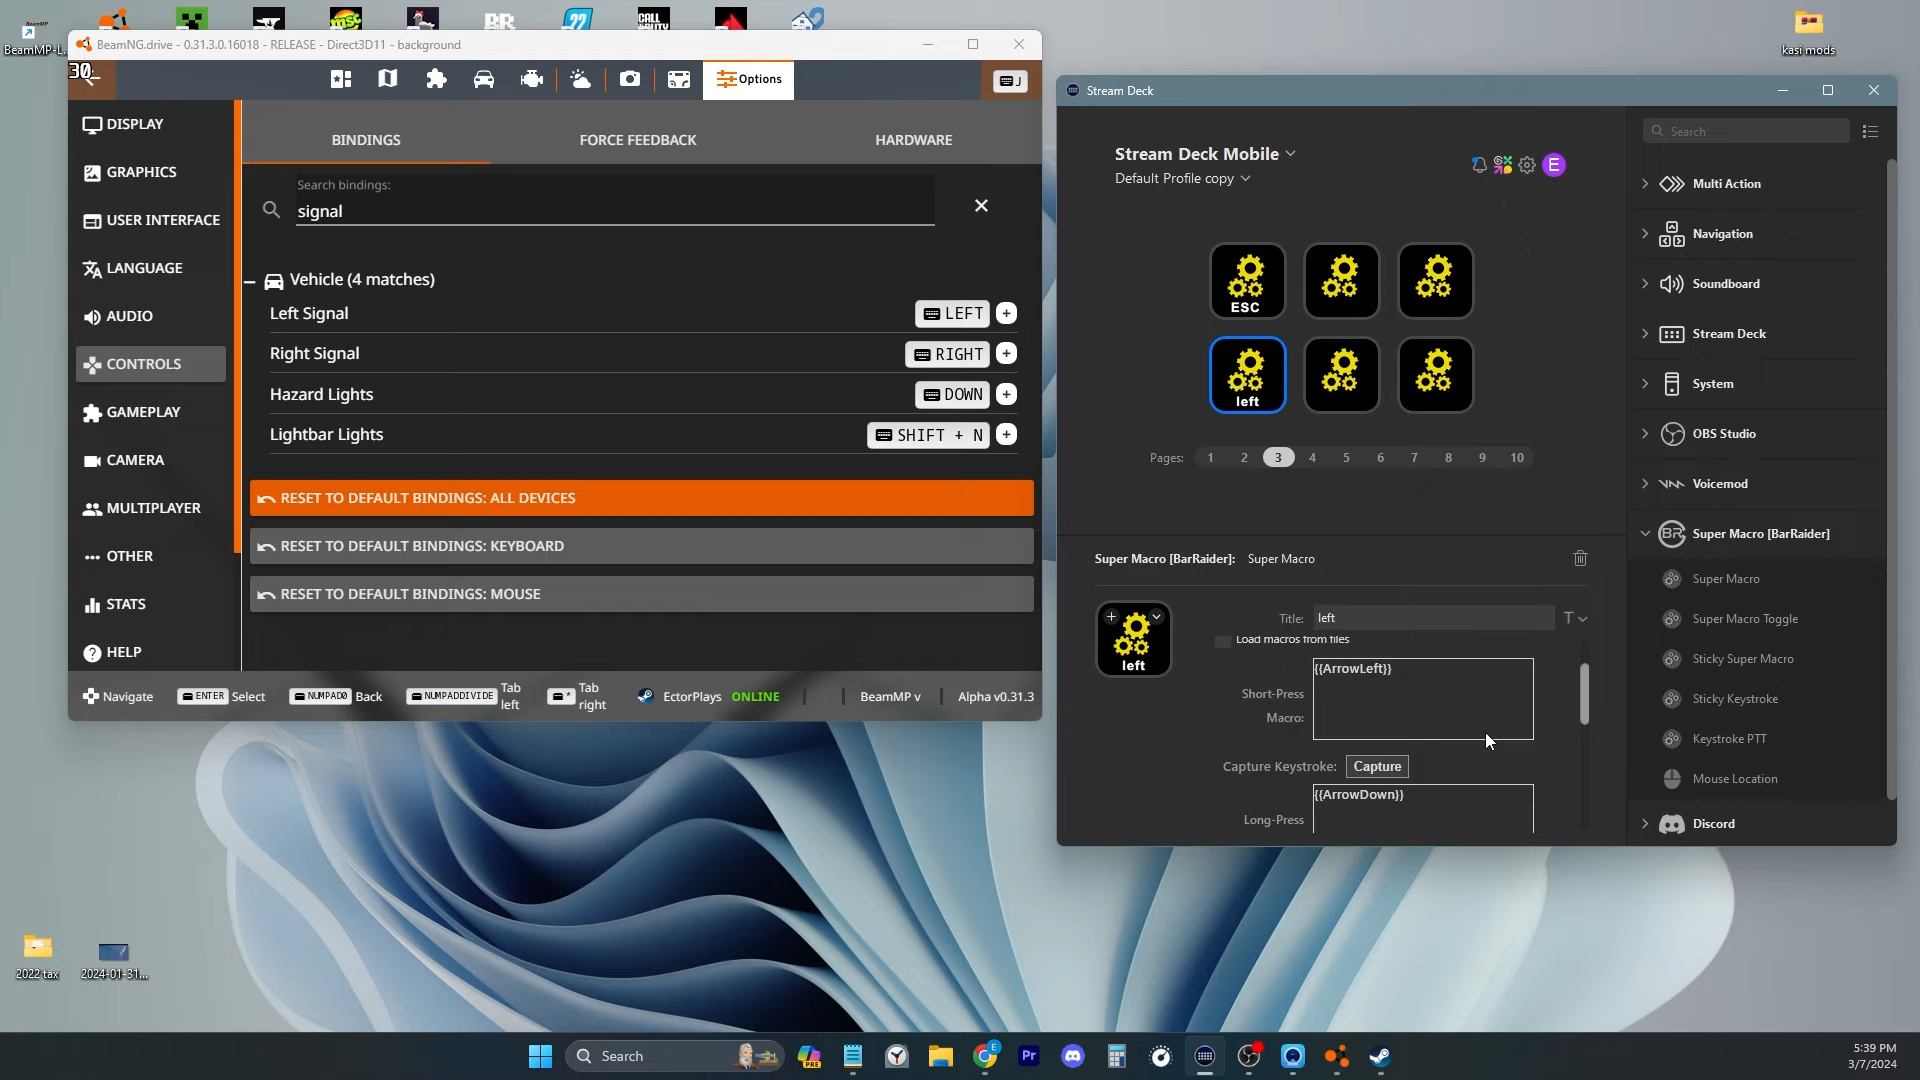 BeamMP-L...
kasi mods
BeamNG.drive - 0.31.3.0.16018 - RELEASE - Direct3D11 - background
30
Options
J
DISPLAY
GRAPHICS
USER INTERFACE
LANGUAGE
AUDIO
CONTROLS
GAMEPLAY
CAMERA
MULTIPLAYER
OTHER
STATS
HELP
BINDINGS
FORCE FEEDBACK
HARDWARE
Search bindings:
signal
Vehicle (4 matches)
Left Signal
LEFT
Right Signal
RIGHT
Hazard Lights
DOWN
Lightbar Lights
SHIFT + N
RESET TO DEFAULT BINDINGS: ALL DEVICES
RESET TO DEFAULT BINDINGS: KEYBOARD
RESET TO DEFAULT BINDINGS: MOUSE
Navigate
ENTER Select
NUMPAD0 Back
NUMPADDIVIDE Tab left
* Tab right
EctorPlays ONLINE
BeamMP v
Alpha v0.31.3
Stream Deck
Stream Deck Mobile
Default Profile copy
E
ESC
left
Pages: 1 2 3 4 5 6 7 8 9 10
Super Macro [BarRaider]: Super Macro
left
Title: left
T
Load macros from files
Short-Press Macro:
{{ArrowLeft}}
Capture Keystroke: Capture
Long-Press
{{ArrowDown}}
Search
Multi Action
Navigation
Soundboard
Stream Deck
System
OBS Studio
Voicemod
BR Super Macro [BarRaider]
Super Macro
Super Macro Toggle
Sticky Super Macro
Sticky Keystroke
Keystroke PTT
Mouse Location
Discord
2022 tax
2024-01-31...
Search
PRE
E
Pr
5:39 PM
3/7/2024